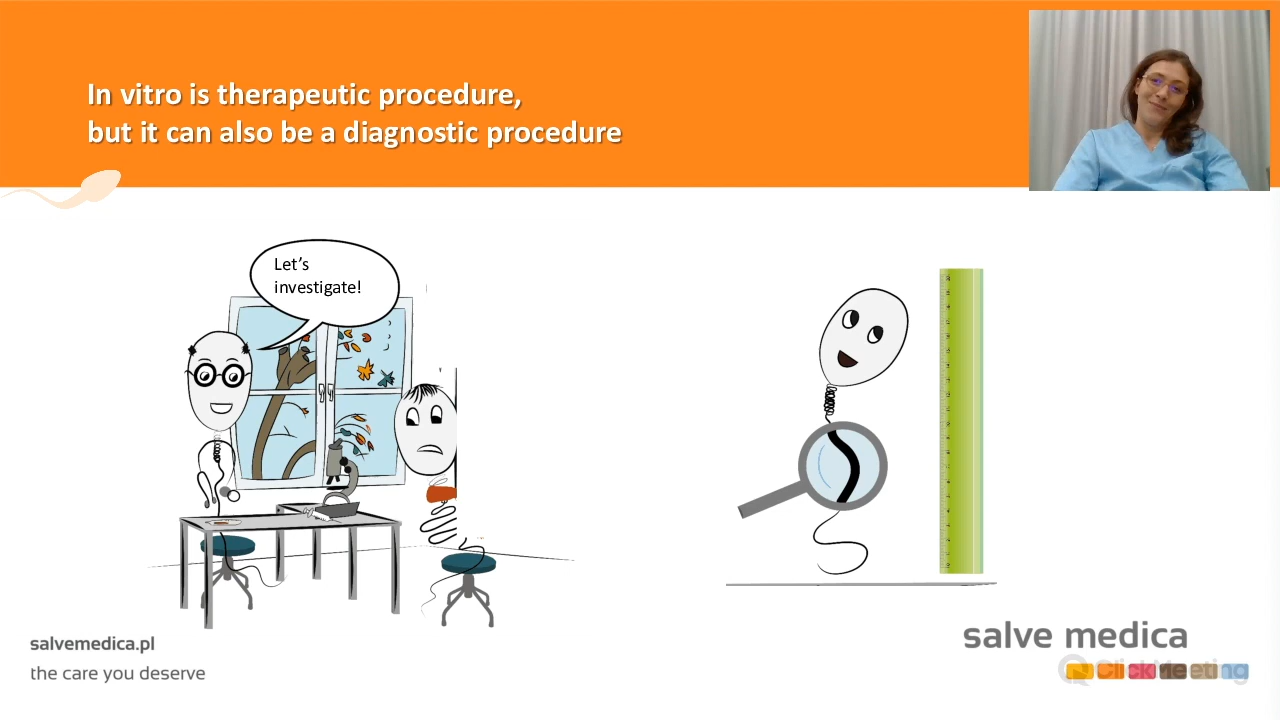 In vitro is therapeutic procedure,
but it can also be a diagnostic procedure
Let's
investigate!
salvemedica.pl
the care you deserve
salve medica
ClickMeeting